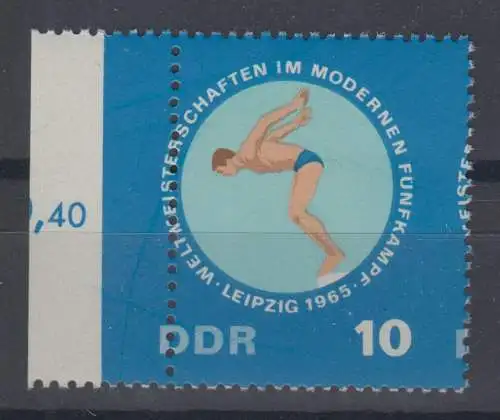 WELTMEISTERSCHAFTEN IM MODERNEN FÜNFKAMPF · LEIPZIG 1965 ·
,40
DDR 10